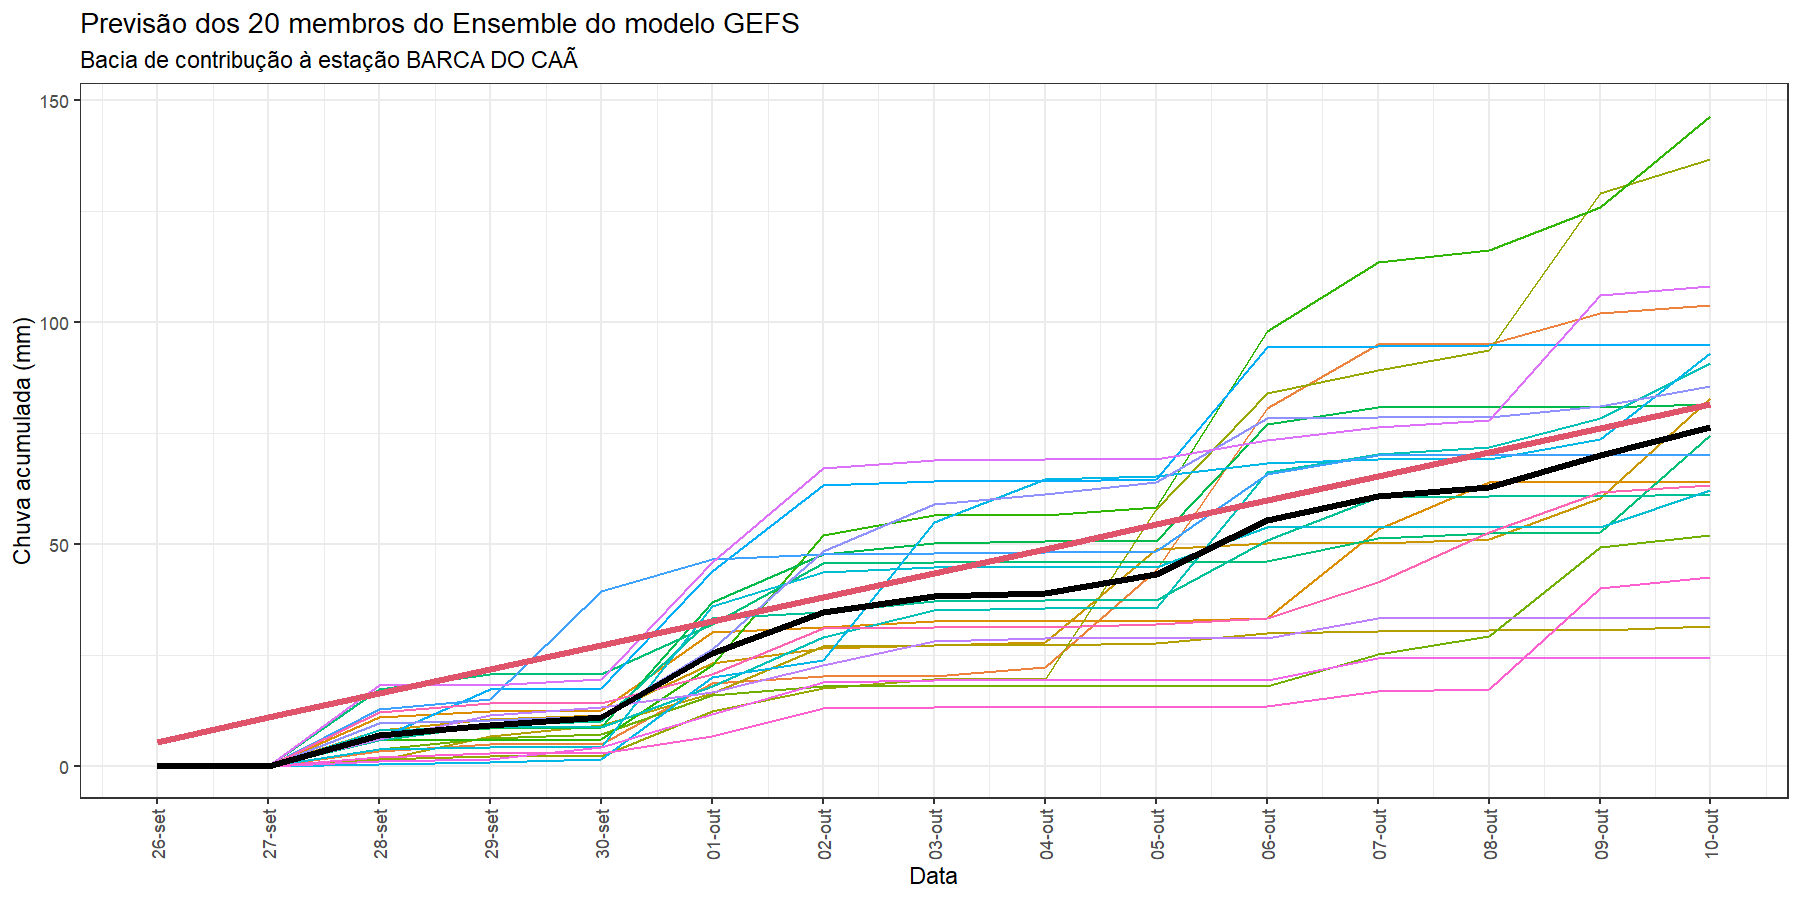 Previsão dos 20 membros do Ensemble do modelo GEFS
Bacia de contribução à estação BARCA DO CAÃ
Chuva acumulada (mm)
150
100
50
0
26-set
27-set
28-set
29-set
30-set
01-out
02-out
03-out
04-out
05-out
06-out
07-out
08-out
09-out
10-out
Data